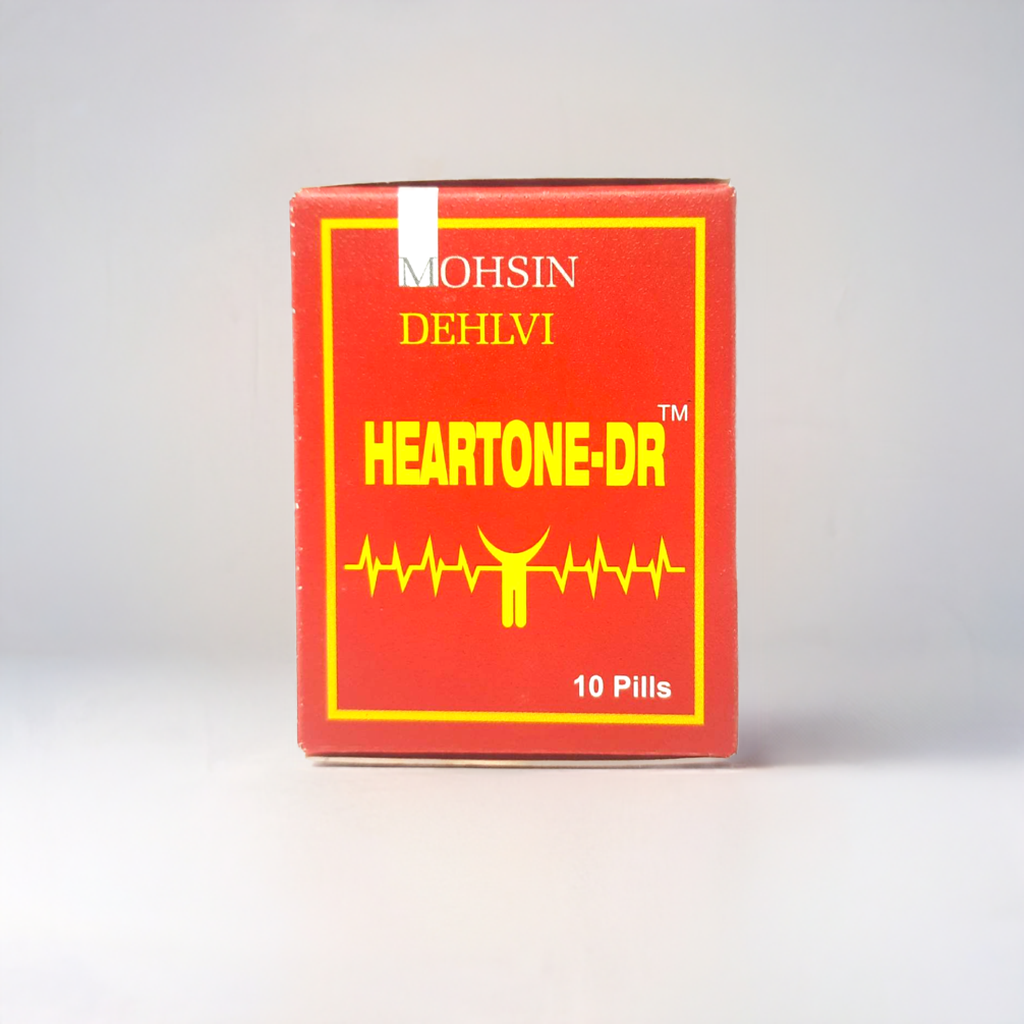 MOHSIN
DEHLVI
HEARTONE-DR™
10 Pills